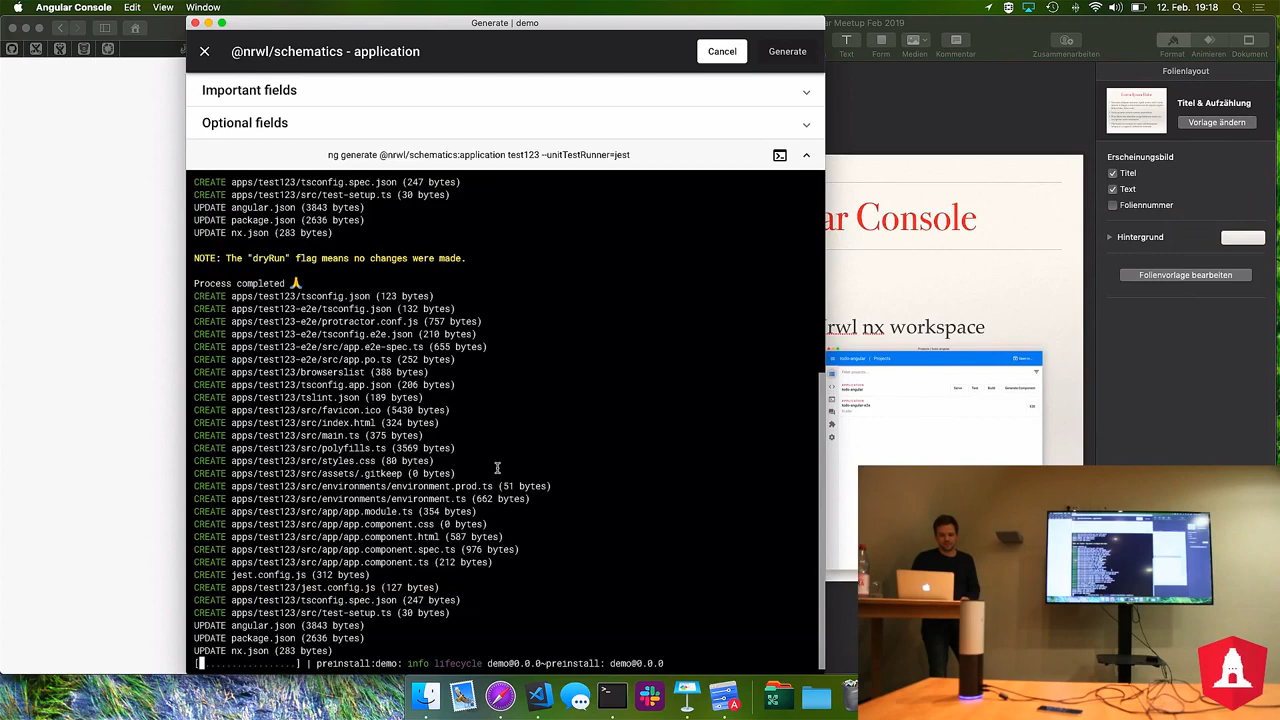 Angular Console Edit View Window
12. Feb. 19:18
Generate | demo
Meetup Feb 2019
@nrwl/schematics - application
Cancel
Generate
Text
Form
Medien
Kommentar
Zusammenarbeiten
Format
Animieren
Dokument
Important fields
Optional fields
ng generate @nrwl/schematics:application test123 --unitTestRunner=jest
CREATE apps/test123/tsconfig.spec.json (247 bytes)
CREATE apps/test123/src/test-setup.ts (30 bytes)
UPDATE angular.json (3843 bytes)
UPDATE package.json (2636 bytes)
UPDATE nx.json (283 bytes)
NOTE: The "dryRun" flag means no changes were made.
Process completed 🙏
CREATE apps/test123/tsconfig.json (123 bytes)
CREATE apps/test123-e2e/tsconfig.json (132 bytes)
CREATE apps/test123-e2e/protractor.conf.js (757 bytes)
CREATE apps/test123-e2e/tsconfig.e2e.json (210 bytes)
CREATE apps/test123-e2e/src/app.e2e-spec.ts (655 bytes)
CREATE apps/test123-e2e/src/app.po.ts (252 bytes)
CREATE apps/test123/browserslist (388 bytes)
CREATE apps/test123/tsconfig.app.json (206 bytes)
CREATE apps/test123/tslint.json (189 bytes)
CREATE apps/test123/src/favicon.ico (5430 bytes)
CREATE apps/test123/src/index.html (324 bytes)
CREATE apps/test123/src/main.ts (375 bytes)
CREATE apps/test123/src/polyfills.ts (3569 bytes)
CREATE apps/test123/src/styles.css (80 bytes)
CREATE apps/test123/src/assets/.gitkeep (0 bytes)
CREATE apps/test123/src/environments/environment.prod.ts (51 bytes)
CREATE apps/test123/src/environments/environment.ts (662 bytes)
CREATE apps/test123/src/app/app.module.ts (354 bytes)
CREATE apps/test123/src/app/app.component.css (0 bytes)
CREATE apps/test123/src/app/app.component.html (587 bytes)
CREATE apps/test123/src/app/app.component.spec.ts (976 bytes)
CREATE apps/test123/src/app/app.component.ts (212 bytes)
CREATE jest.config.js (312 bytes)
CREATE apps/test123/jest.config.js (127 bytes)
CREATE apps/test123/tsconfig.spec.json (247 bytes)
CREATE apps/test123/src/test-setup.ts (30 bytes)
UPDATE angular.json (3843 bytes)
UPDATE package.json (2636 bytes)
UPDATE nx.json (283 bytes)
[ ................] | preinstall:demo: info lifecycle demo@0.0.0~preinstall: demo@0.0.0
ar Console
rwl nx workspace
todo-angular | Projects
Filter projects...
todo-angular
Serve Test Build Generate Component
todo-angular-e2e
Folienlayout
Titel & Aufzählung
Vorlage ändern
Erscheinungsbild
Titel
Text
Foliennummer
Hintergrund
Folienvorlage bearbeiten